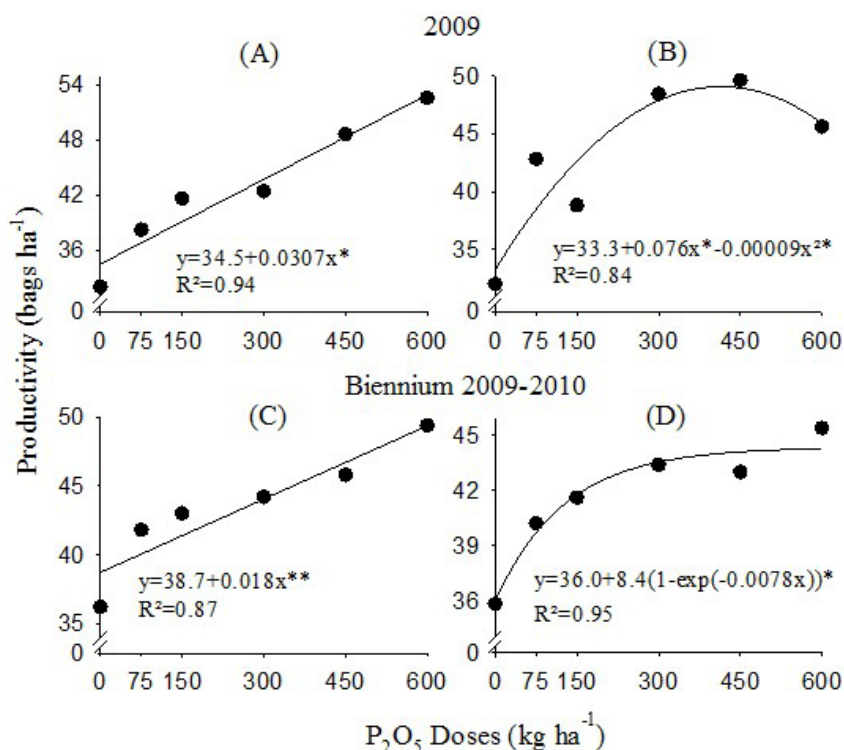 2009
(A)
(B)
54
48
42
36
0
y=34.5+0.0307x*
R²=0.94
0 75 150 300 450 600
50
45
40
35
0
y=33.3+0.076x*-0.00009x²*
R²=0.84
0 75 150 300 450 600
Productivity (bags ha⁻¹)
Biennium 2009-2010
(C)
(D)
50
45
40
35
0
y=38.7+0.018x**
R²=0.87
0 75 150 300 450 600
45
42
39
36
0
y=36.0+8.4(1-exp(-0.0078x))*
R²=0.95
0 75 150 300 450 600
P₂O₅ Doses (kg ha⁻¹)